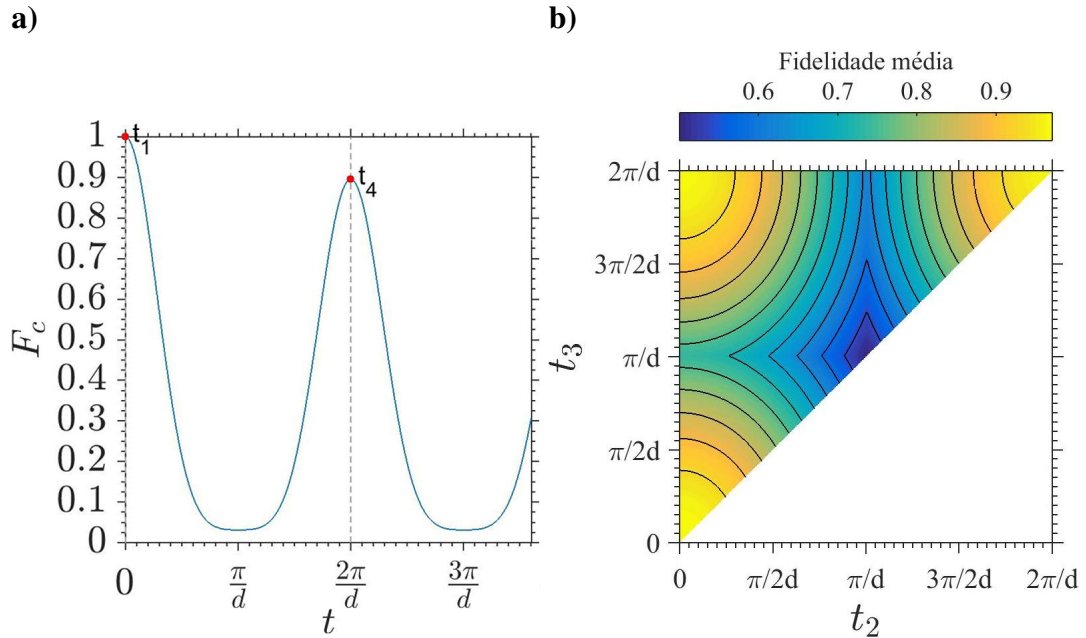 a)
b)
Fidelidade média
0.6 0.7 0.8 0.9
1
0.9
0.8
0.7
0.6
0.5
0.4
0.3
0.2
0.1
0
F_c
t_1
t_4
0 π/d 2π/d 3π/d
t
2π/d
3π/2d
π/d
π/2d
0
t_3
0 π/2d π/d 3π/2d 2π/d
t_2